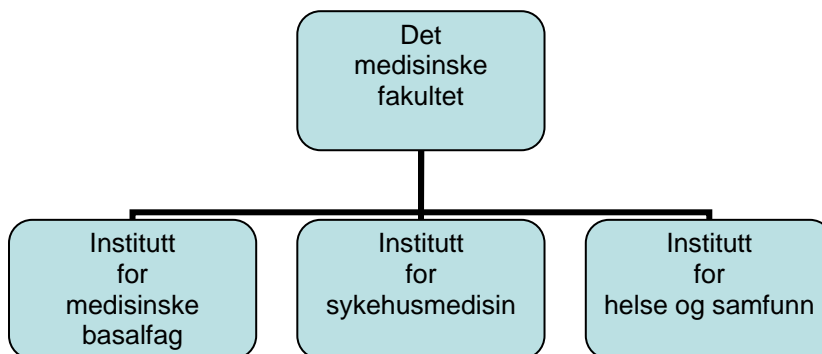 Det
medisinske
fakultet
Institutt
for
medisinske
basalfag
Institutt
for
sykehusmedisin
Institutt
for
helse og samfunn